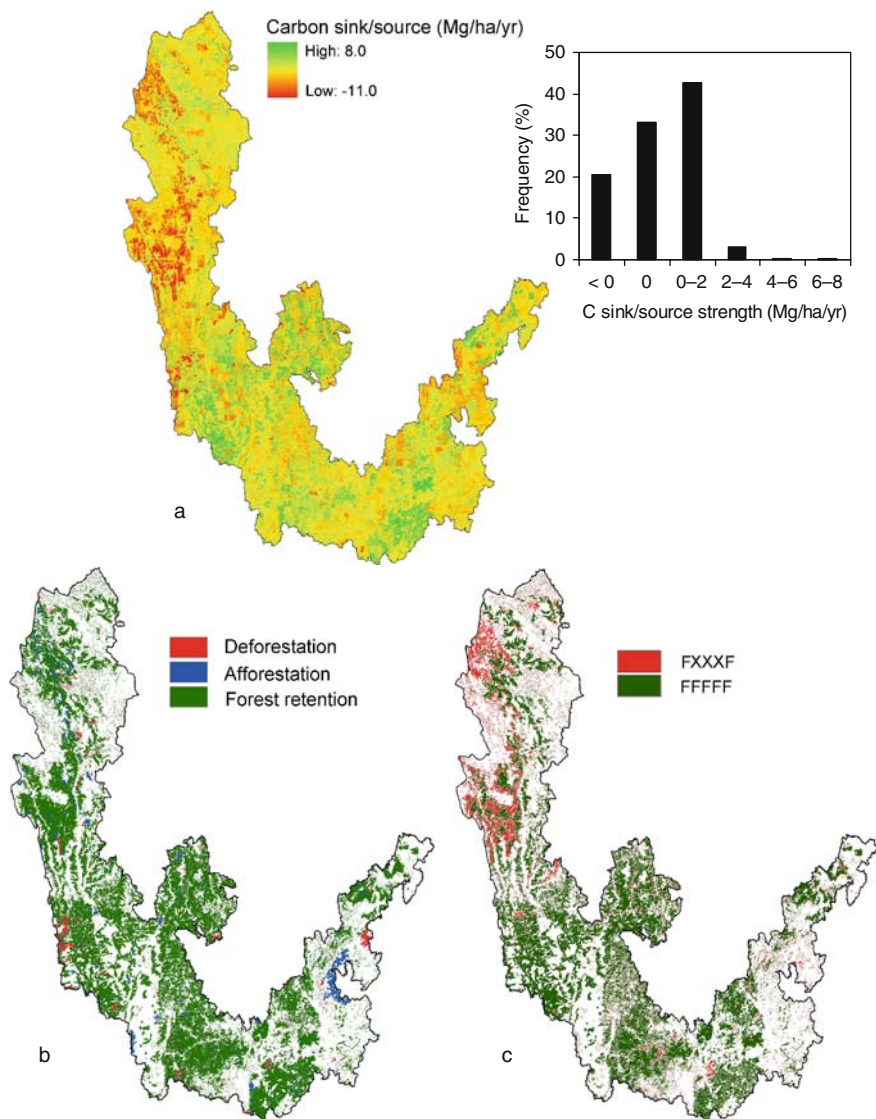 Carbon sink/source (Mg/ha/yr)
High: 8.0
Low: -11.0
a
Frequency (%)
50
40
30
20
10
0
< 0 0 0–2 2–4 4–6 6–8
C sink/source strength (Mg/ha/yr)
Deforestation
Afforestation
Forest retention
b
FXXXF
FFFFF
c